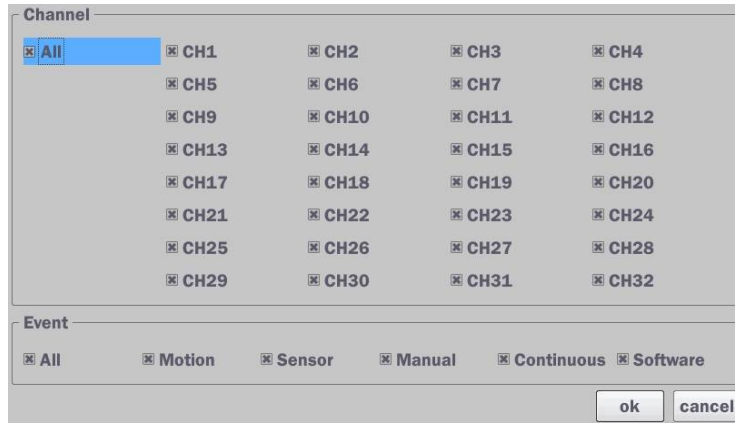 Channel
All CH1 CH2 CH3 CH4
CH5 CH6 CH7 CH8
CH9 CH10 CH11 CH12
CH13 CH14 CH15 CH16
CH17 CH18 CH19 CH20
CH21 CH22 CH23 CH24
CH25 CH26 CH27 CH28
CH29 CH30 CH31 CH32
Event
All Motion Sensor Manual Continuous Software
ok cancel